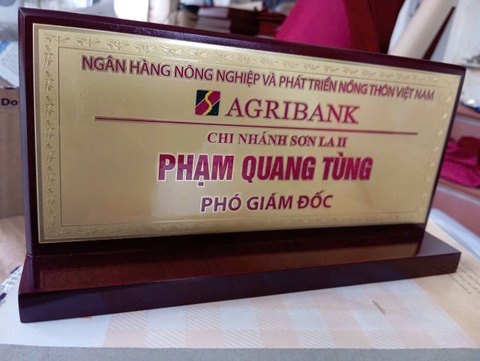 NGÂN HÀNG NÔNG NGHIỆP VÀ PHÁT TRIỂN NÔNG THÔN VIỆT NAM
AGRIBANK
CHI NHÁNH SƠN LA II
PHẠM QUANG TÙNG
PHÓ GIÁM ĐỐC
Do